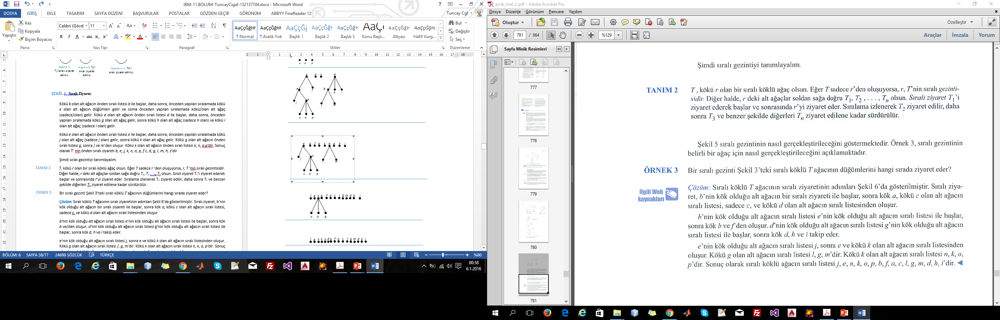 IBM-11.BOLUM-TuncayCigal-132137104.docx - Microsoft Word
DOSYA GİRİŞ EKLE TASARIM SAYFA DÜZENİ BAŞVURULAR POSTALAR GÖZDEN GEÇİR GÖRÜNÜM ABBYY FineReader 12 Tuncay Cgl
Yapıştır
Kes
Kopyala
Biçim Boyacısı
Pano
Calibri (Gövd 11
K T A abc x₂ x²
Yazı Tipi
Paragraf
¶ Normal ¶ Aralık Yok Başlık 1 Başlık 2 Başlık 3 Konu Başlı... Altyazı Hafif Vurg...
Stiller
Bul
Değiştir
Seç
Düzenleme
Aşama 1:
T₁'i sıralı ziyaret
ediniz.
Aşama 3: T₂'i
sıralı ziyaret
ediniz.
Aşama n+1: Tn'i
sıralı ziyaret ediniz.
ŞEKİL 5 Sıralı Ziyaret.
Kökü b olan alt ağacın önden sıralı listesi b ile başlar, daha sonra, önceden yapılan sıralamada kökü
e olan alt ağacın düğümleri gelir ve soma önceden yapılan sıralamada kökü/olan alt ağaç
(sadece/olan) gelir. Kökü d olan alt ağacın önden sıralı listesi d ile başlar, daha sonra, önceden
yapılan sıralamada kökü g olan alt ağaç gelir, sonra kökü h olan alt ağaç (sadece h olan) ve kökü i
olan alt ağaç (sadece i olan) gelir.
Kökü e olan alt ağacın önden sıralı listesi e ile başlar, daha sonra, önceden yapılan sıralamada kökü
j olan alt ağaç (sadece j olan) gelir, sonra kökü k olan alt ağaç gelir. Kökü g olan alt ağacın önden
sıralı listesi g, sonra / ve m'den oluşur. Kökü k olan alt ağacın önden sıralı listesi k, n, o,p'dir. Sonuç
olarak T' nin önden sıralı ziyareti b, e, j, k, n, o, p, f c, d, g, l, m, h, z'dir
Şimdi sıralı gezintiyi tanımlayalım.
TANIM 2 T, kökü r olan bir sıralı köklü ağaç olsun. Eğer T sadece r 'den oluşuyorsa, r, T 'nin sıralı gezintisidir.
Diğer halde, r deki alt ağaçlar soldan sağa doğru T₁, T₂ ,...., Tₙ olsun. Sıralı ziyaret T₁'i ziyaret ederek
başlar ve sonrasında r'yi ziyaret eder. Sıralama izlenerek T₂ ziyaret edilir, daha sonra T₃ ve benzer
şekilde diğerleri Tₙ ziyaret edilene kadar sürdürülür.
ORNEK 3 Bir sıralı gezinti Şekil 3'teki sıralı köklü T ağacının düğümlerini hangi sırada ziyaret eder?
Çözüm: Sıralı köklü T ağacının sıralı ziyaretinin adımları Şekil 6'da gösterilmiştir. Sıralı ziyaret, b'nin
kök olduğu alt ağacın bir sıralı ziyareti ile başlar, sonra kök a, kökü c olan alt ağacın sıralı listesi,
sadece c, ve kökü d olan alt ağacın sıralı listesinden oluşur.
b'nin kök olduğu alt ağacın sıralı listesi e'nin kök olduğu alt ağacın sıralı listesi ile başlar, sonra kök
b ve/den oluşur, d'nin kök olduğu alt ağacın sıralı listesi g'nin kök olduğu alt ağacın sıralı listesi ile
başlar, sonra kök d, h ve i takip eder.
e'nin kök olduğu alt ağacın sıralı listesi j, sonra e ve kökü k olan alt ağacın sıralı listesinden oluşur.
Kökü g olan alt ağacın sıralı listesi /, g, m'dir. Kökü k olan alt ağacın sıralı listesi n, k, o, p'dir. Sonuç
n o p
b a c d
e f g h i
j k l m
n o p
e b f a c g d h i
j k l m
n o p
j e k b f a c l g m d h i
n o p
j e n k o p b f a c l g m d h i
BÖLÜM: 6 SAYFA 38/77 24698 SÖZCÜK TÜRKÇE %80
00:58
6.1.2016
ayrık_mat_2.pdf - Adobe Acrobat Pro
Dosya Düzenle Görünüm Pencere Yardım
Oluştur Özelleştir
781 / 864 %129 Araçlar İmzala Yorum
Sayfa Minik Resimleri
777
778
779
780
781
Şimdi sıralı gezintiyi tanımlayalım.
TANIM 2 T , kökü r olan bir sıralı köklü ağaç olsun. Eğer T sadece r'den oluşuyorsa, r, T'nin sıralı gezinti-
sidir. Diğer halde, r deki alt ağaçlar soldan sağa doğru T₁, T₂ , . . . , Tₙ olsun. Sıralı ziyaret T₁'i
ziyaret ederek başlar ve sonrasında r'yi ziyaret eder. Sıralama izlenerek T₂ ziyaret edilir, daha
sonra T₃ ve benzer şekilde diğerleri Tₙ ziyaret edilene kadar sürdürülür.
Şekil 5 sıralı gezintinin nasıl gerçekleştirileceğini göstermektedir. Örnek 3, sıralı gezintinin
belirli bir ağaç için nasıl gerçekleştirileceğini açıklamaktadır.
ÖRNEK 3 Bir sıralı gezinti Şekil 3'teki sıralı köklü T ağacının düğümlerini hangi sırada ziyaret eder?
İlgili Web
kaynakları
Çözüm: Sıralı köklü T ağacının sıralı ziyaretinin adımları Şekil 6'da gösterilmiştir. Sıralı ziya-
ret, b'nin kök olduğu alt ağacın bir sıralı ziyareti ile başlar, sonra kök a, kökü c olan alt ağacın
sıralı listesi, sadece c, ve kökü d olan alt ağacın sıralı listesinden oluşur.
b'nin kök olduğu alt ağacın sıralı listesi e'nin kök olduğu alt ağacın sıralı listesi ile başlar,
sonra kök b ve f'den oluşur. d'nin kök olduğu alt ağacın sıralı listesi g'nin kök olduğu alt ağacın
sıralı listesi ile başlar, sonra kök d, h ve i takip eder.
e'nin kök olduğu alt ağacın sıralı listesi j, sonra e ve kökü k olan alt ağacın sıralı listesinden
oluşur. Kökü g olan alt ağacın sıralı listesi l, g, m'dir. Kökü k olan alt ağacın sıralı listesi n, k, o,
p'dir. Sonuç olarak sıralı köklü ağacın sıralı listesi j, e, n, k, o, p, b, f, a, c, l, g, m, d, h, i'dir.